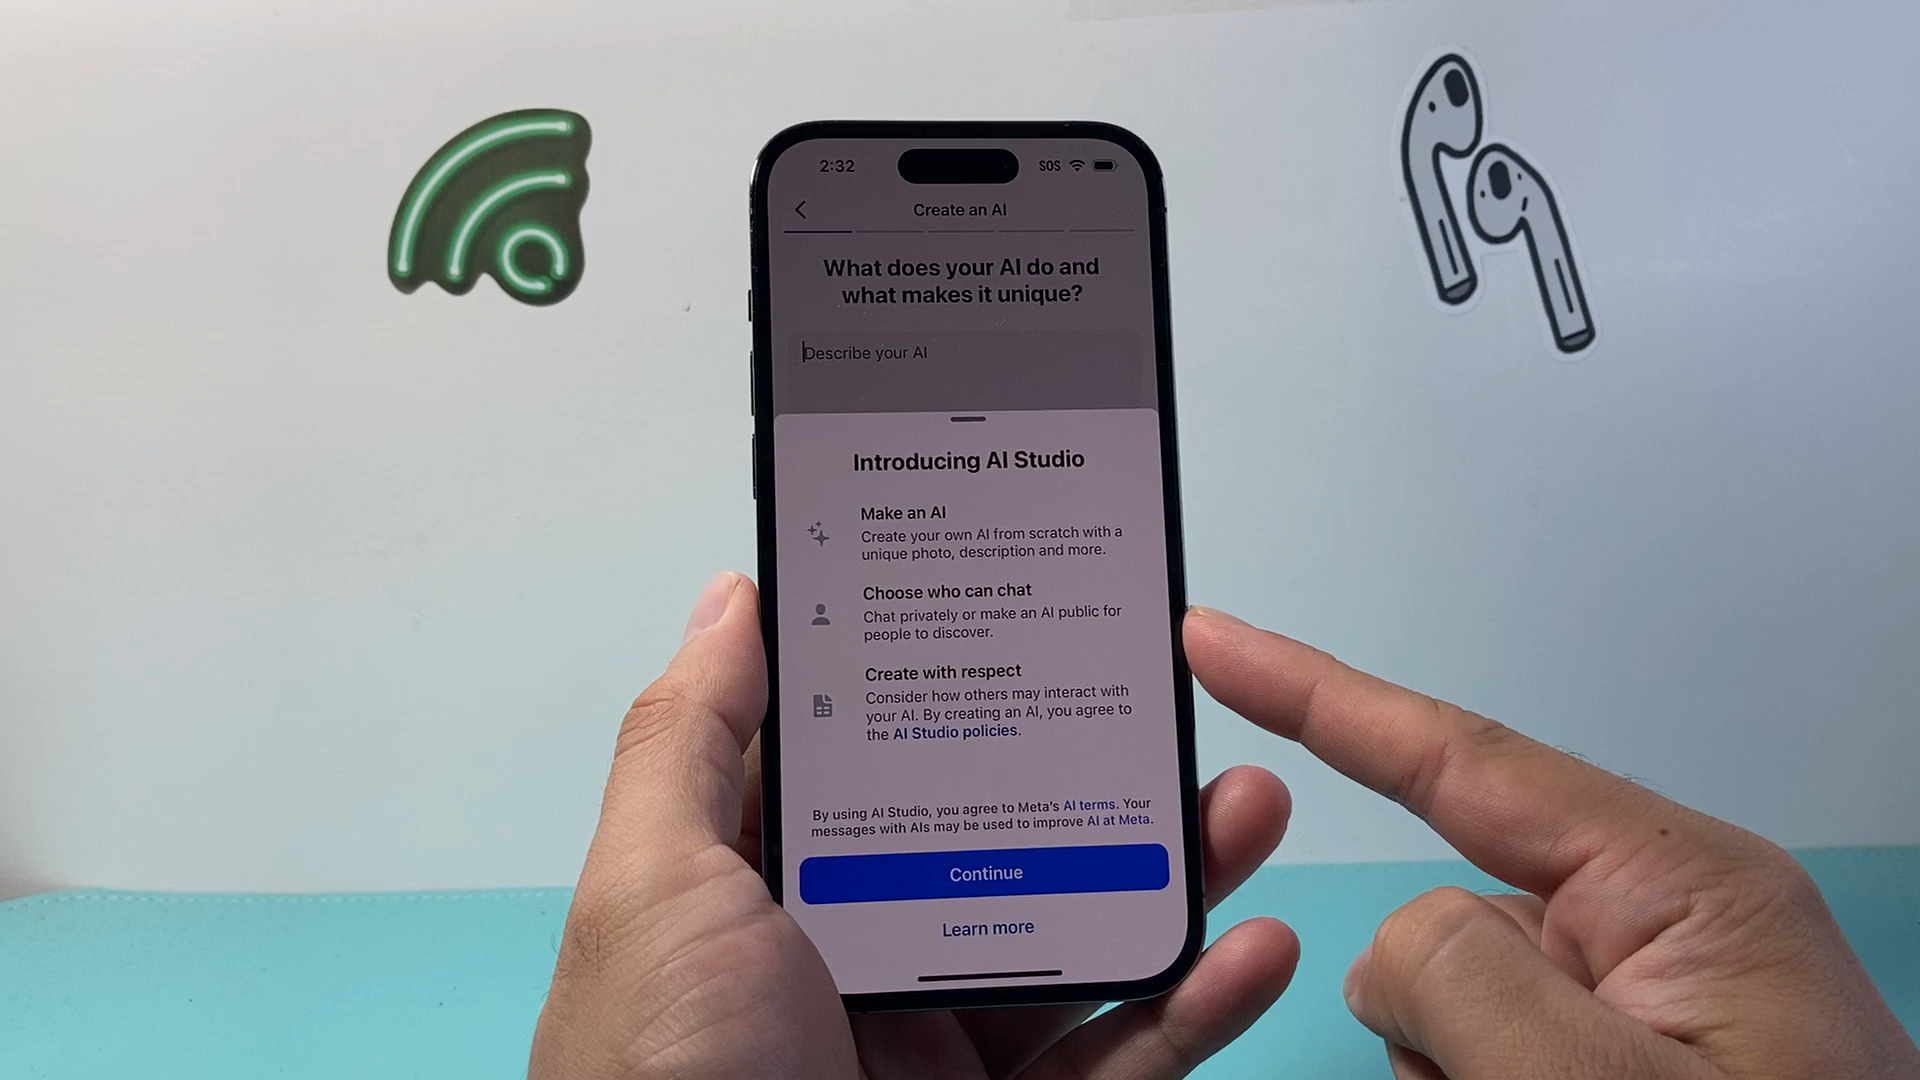 2:32
SOS
Create an AI
What does your AI do and
what makes it unique?
Describe your AI
Introducing AI Studio
Make an AI
Create your own AI from scratch with a
unique photo, description and more.
Choose who can chat
Chat privately or make an AI public for
people to discover.
Create with respect
Consider how others may interact with
your AI. By creating an AI, you agree to
the AI Studio policies.
By using AI Studio, you agree to Meta's AI terms. Your
messages with AIs may be used to improve AI at Meta.
Continue
Learn more